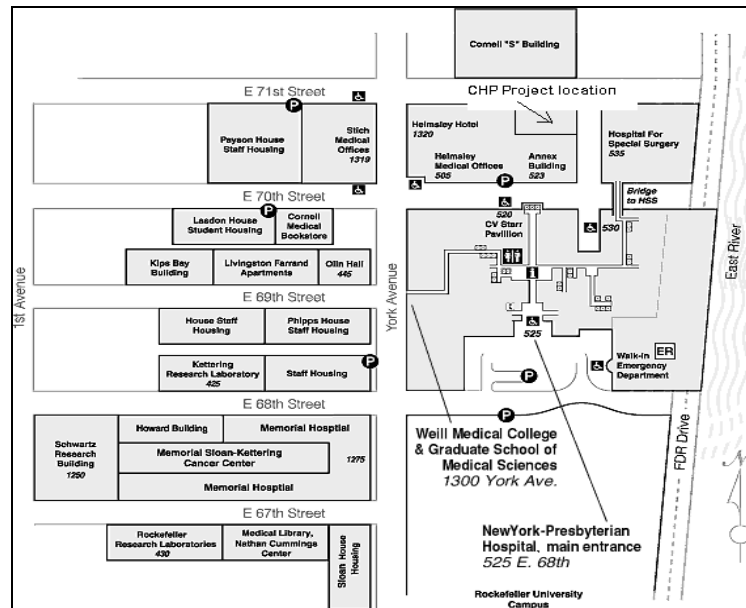 Cornell "S" Building
E 71st Street
CHP Project location
P
Payson House
Staff Housing
Stich
Medical
Offices
1319
Helmsley Hotel
1320
Helmsley
Medical Offices
505
Annex
Building
523
Hospital For
Special Surgery
535
P
E 70th Street
Bridge
to HSS
P
Lasdon House
Student Housing
Cornell
Medical
Bookstore
520
CV Starr
Pavillion
530
Kips Bay
Building
Livingston Farrand
Apartments
Olin Hall
445
i
1st Avenue
York Avenue
East River
E 69th Street
House Staff
Housing
Phipps House
Staff Housing
525
Kettering
Research Laboratory
425
Staff Housing
P
P
ER
Walk-in
Emergency
Department
E 68th Street
P
FDR Drive
Schwartz
Research
Building
1250
Howard Building
Memorial Hosptial
Memorial Sloan-Kettering
Cancer Center
1275
Memorial Hosptial
Weill Medical College
& Graduate School of
Medical Sciences
1300 York Ave.
E 67th Street
Rockefeller
Research Laboratories
430
Medical Library,
Nathan Cummings
Center
Sloan House
Housing
NewYork-Presbyterian
Hospital, main entrance
525 E. 68th
Rockefeller University
Campus